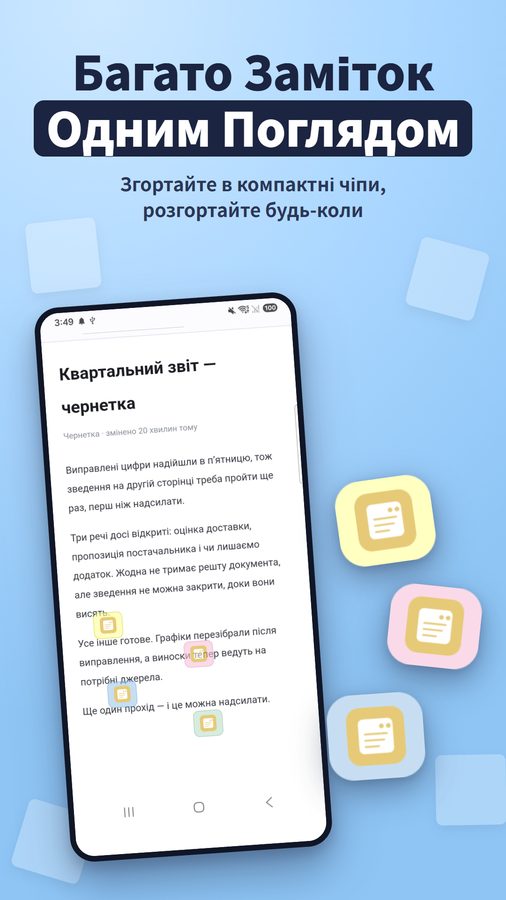 Багато Заміток
Одним Поглядом
Згортайте в компактні чіпи,
розгортайте будь-коли
3:49
100
Квартальний звіт —
чернетка
Чернетка · змінено 20 хвилин тому
Виправлені цифри надійшли в п'ятницю, тож
зведення на другій сторінці треба пройти ще
раз, перш ніж надсилати.
Три речі досі відкриті: оцінка доставки,
пропозиція постачальника і чи лишаємо
додаток. Жодна не тримає решту документа,
але зведення не можна закрити, доки вони
висять.
Усе інше готове. Графіки перезібрали після
виправлення, а виноски тепер ведуть на
потрібні джерела.
Ще один прохід — і це можна надсилати.